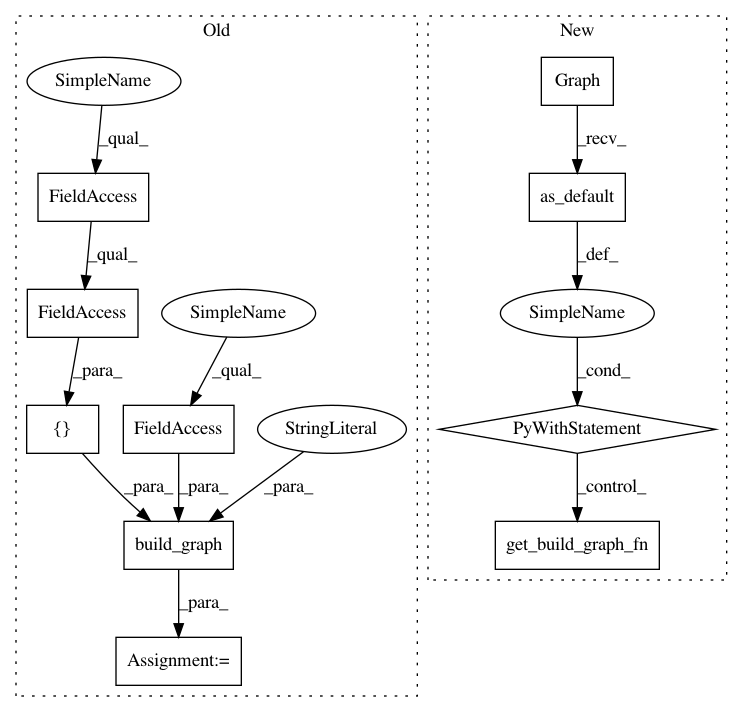 Old
New
SimpleName
Graph
_qual_
_recv_
FieldAccess
as_default
_qual_
_def_
FieldAccess
SimpleName
SimpleName
_para_
_qual_
_cond_
{}
FieldAccess
StringLiteral
PyWithStatement
_para_
_para_
_para_
_control_
build_graph
get_build_graph_fn
_para_
Assignment:=